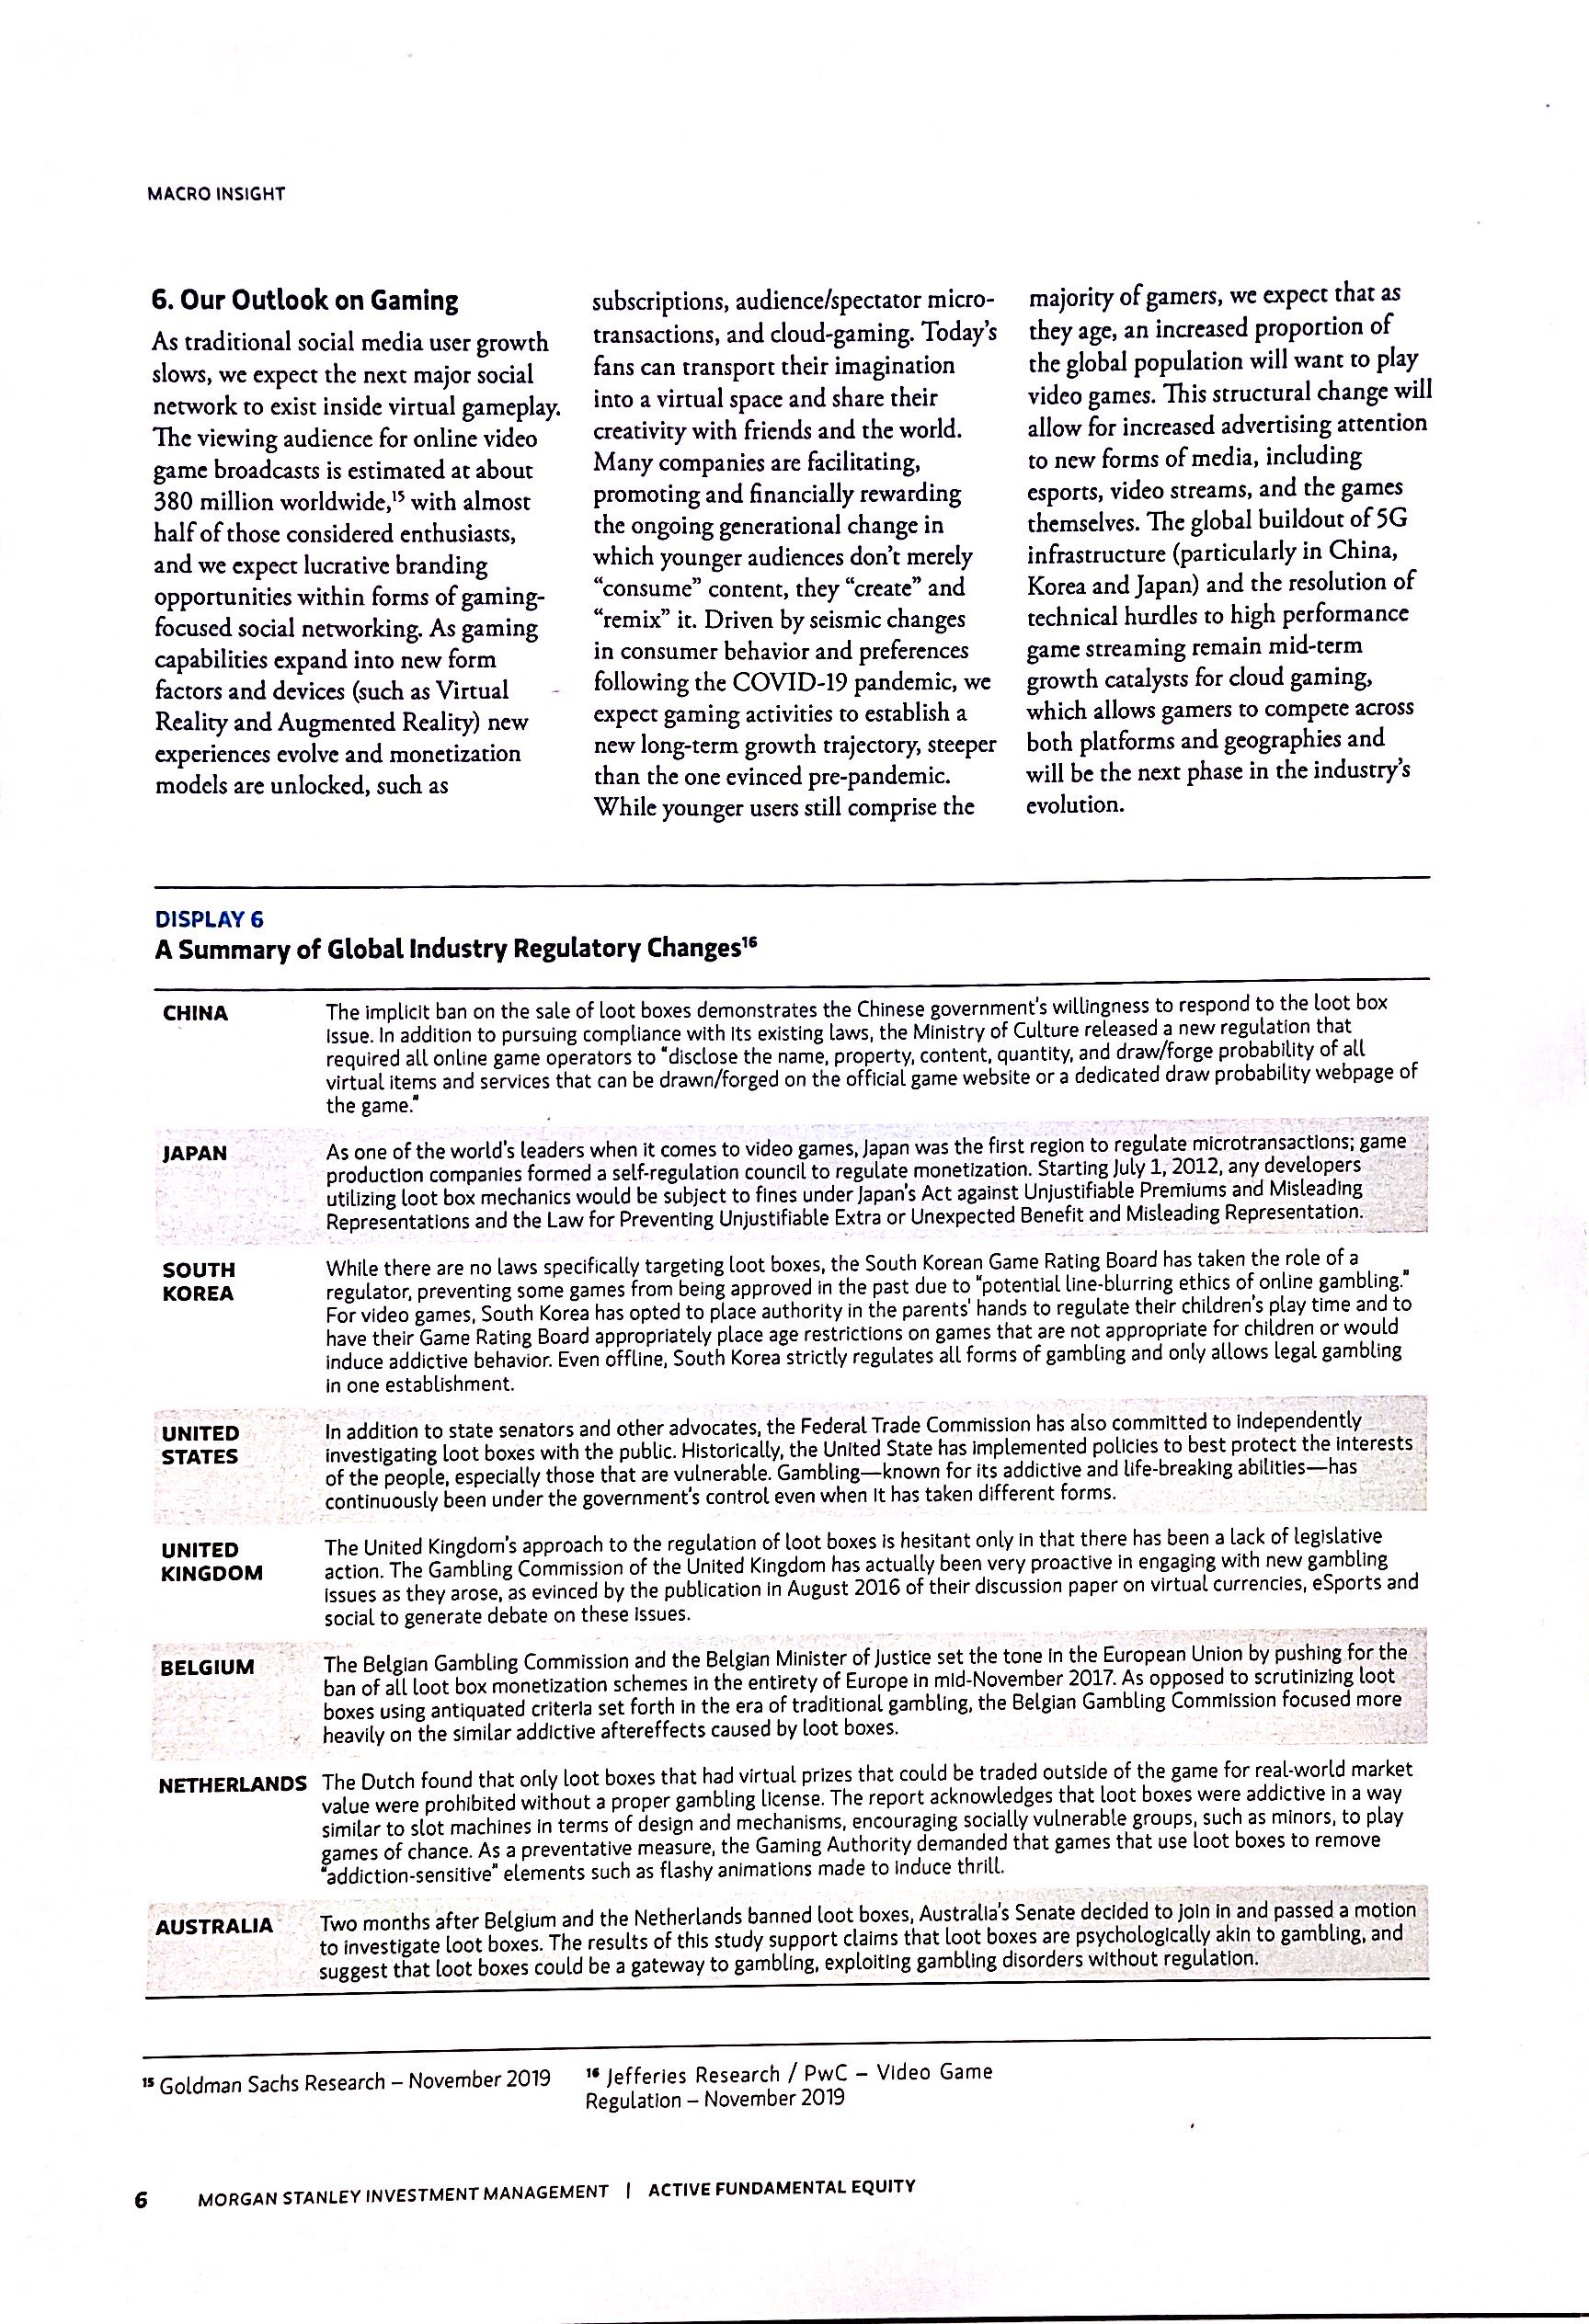 MACRO INSIGHT
6. Our Outlook on Gaming
As traditional social media user growth
slows, we expect the next major social
network to exist inside virtual gameplay.
The viewing audience for online video
game broadcasts is estimated at about
380 million worldwide,¹⁵ with almost
half of those considered enthusiasts,
and we expect lucrative branding
opportunities within forms of gaming-
focused social networking. As gaming
capabilities expand into new form
factors and devices (such as Virtual
Reality and Augmented Reality) new
experiences evolve and monetization
models are unlocked, such as
subscriptions, audience/spectator micro-
transactions, and cloud-gaming. Today's
fans can transport their imagination
into a virtual space and share their
creativity with friends and the world.
Many companies are facilitating,
promoting and financially rewarding
the ongoing generational change in
which younger audiences don't merely
"consume" content, they "create" and
"remix" it. Driven by seismic changes
in consumer behavior and preferences
following the COVID-19 pandemic, we
expect gaming activities to establish a
new long-term growth trajectory, steeper
than the one evinced pre-pandemic.
While younger users still comprise the
majority of gamers, we expect that as
they age, an increased proportion of
the global population will want to play
video games. This structural change will
allow for increased advertising attention
to new forms of media, including
esports, video streams, and the games
themselves. The global buildout of 5G
infrastructure (particularly in China,
Korea and Japan) and the resolution of
technical hurdles to high performance
game streaming remain mid-term
growth catalysts for cloud gaming,
which allows gamers to compete across
both platforms and geographies and
will be the next phase in the industry's
evolution.
DISPLAY 6
A Summary of Global Industry Regulatory Changes¹⁶
CHINA
The implicit ban on the sale of loot boxes demonstrates the Chinese government's willingness to respond to the loot box
issue. In addition to pursuing compliance with its existing laws, the Ministry of Culture released a new regulation that
required all online game operators to "disclose the name, property, content, quantity, and draw/forge probability of all
virtual items and services that can be drawn/forged on the official game website or a dedicated draw probability webpage of
the game."
JAPAN
As one of the world's leaders when it comes to video games, Japan was the first region to regulate microtransactions; game
production companies formed a self-regulation council to regulate monetization. Starting July 1, 2012, any developers
utilizing loot box mechanics would be subject to fines under Japan's Act against Unjustifiable Premiums and Misleading
Representations and the Law for Preventing Unjustifiable Extra or Unexpected Benefit and Misleading Representation.
SOUTH
KOREA
While there are no laws specifically targeting loot boxes, the South Korean Game Rating Board has taken the role of a
regulator, preventing some games from being approved in the past due to "potential line-blurring ethics of online gambling."
For video games, South Korea has opted to place authority in the parents' hands to regulate their children's play time and to
have their Game Rating Board appropriately place age restrictions on games that are not appropriate for children or would
induce addictive behavior. Even offline, South Korea strictly regulates all forms of gambling and only allows legal gambling
in one establishment.
UNITED
STATES
In addition to state senators and other advocates, the Federal Trade Commission has also committed to independently
investigating loot boxes with the public. Historically, the United State has implemented policies to best protect the interests
of the people, especially those that are vulnerable. Gambling—known for its addictive and life-breaking abilities—has
continuously been under the government's control even when it has taken different forms.
UNITED
KINGDOM
The United Kingdom's approach to the regulation of loot boxes is hesitant only in that there has been a lack of legislative
action. The Gambling Commission of the United Kingdom has actually been very proactive in engaging with new gambling
issues as they arose, as evinced by the publication in August 2016 of their discussion paper on virtual currencies, eSports and
social to generate debate on these issues.
BELGIUM
The Belgian Gambling Commission and the Belgian Minister of Justice set the tone in the European Union by pushing for the
ban of all loot box monetization schemes in the entirety of Europe in mid-November 2017. As opposed to scrutinizing loot
boxes using antiquated criteria set forth in the era of traditional gambling, the Belgian Gambling Commission focused more
heavily on the similar addictive aftereffects caused by loot boxes.
NETHERLANDS
The Dutch found that only loot boxes that had virtual prizes that could be traded outside of the game for real-world market
value were prohibited without a proper gambling license. The report acknowledges that loot boxes were addictive in a way
similar to slot machines in terms of design and mechanisms, encouraging socially vulnerable groups, such as minors, to play
games of chance. As a preventative measure, the Gaming Authority demanded that games that use loot boxes to remove
"addiction-sensitive" elements such as flashy animations made to induce thrill.
AUSTRALIA
Two months after Belgium and the Netherlands banned loot boxes, Australia's Senate decided to join in and passed a motion
to investigate loot boxes. The results of this study support claims that loot boxes are psychologically akin to gambling, and
suggest that loot boxes could be a gateway to gambling, exploiting gambling disorders without regulation.
¹⁵ Goldman Sachs Research – November 2019
¹⁶ Jefferies Research / PwC – Video Game
Regulation – November 2019
6 MORGAN STANLEY INVESTMENT MANAGEMENT | ACTIVE FUNDAMENTAL EQUITY